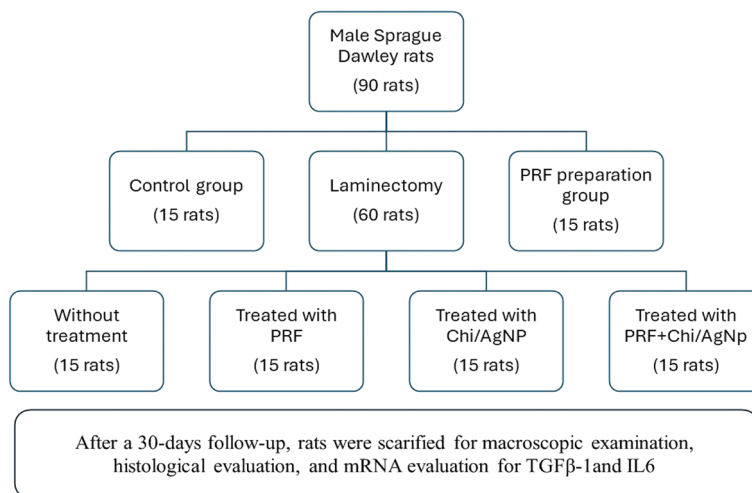 Male Sprague
Dawley rats
(90 rats)
Control group
(15 rats)
Laminectomy
(60 rats)
PRF preparation
group
(15 rats)
Without
treatment
(15 rats)
Treated with
PRF
(15 rats)
Treated with
Chi/AgNP
(15 rats)
Treated with
PRF+Chi/AgNp
(15 rats)
After a 30-days follow-up, rats were scarified for macroscopic examination,
histological evaluation, and mRNA evaluation for TGFβ-1and IL6